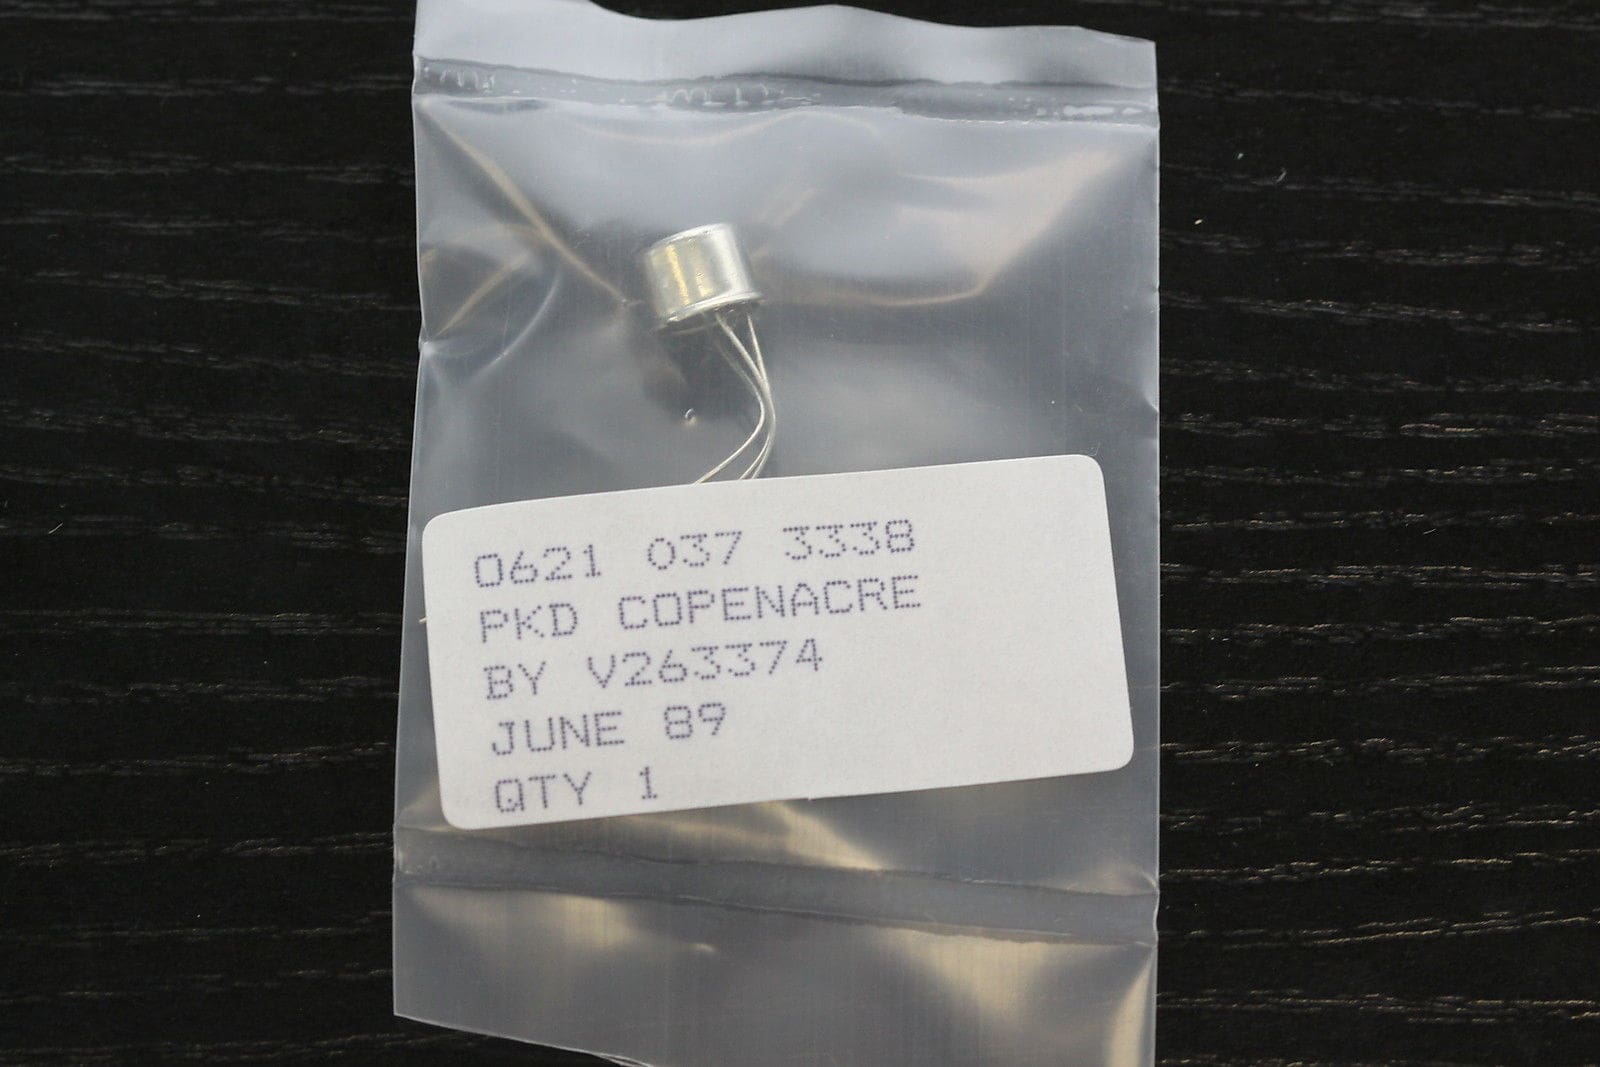 0621 037 3338
PKD COPENACRE
BY V263374
JUNE 89
QTY 1